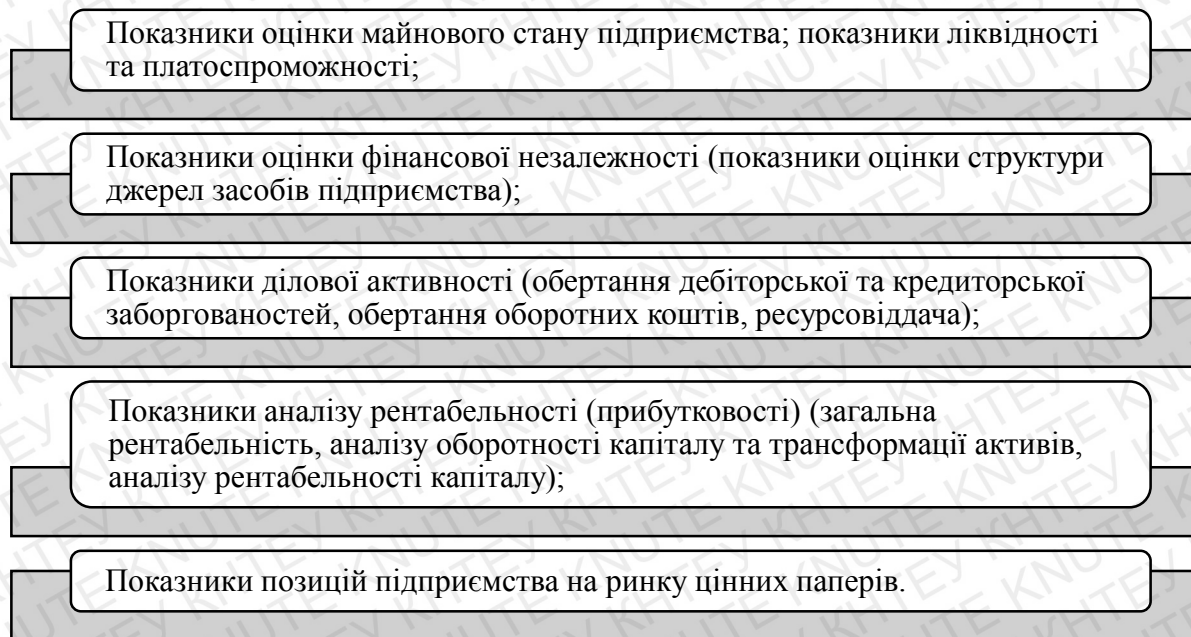 Показники оцінки майнового стану підприємства; показники ліквідності
та платоспроможності;
Показники оцінки фінансової незалежності (показники оцінки структури
джерел засобів підприємства);
Показники ділової активності (обертання дебіторської та кредиторської
заборгованостей, обертання оборотних коштів, ресурсовіддача);
Показники аналізу рентабельності (прибутковості) (загальна
рентабельність, аналізу оборотності капіталу та трансформації активів,
аналізу рентабельності капіталу);
Показники позицій підприємства на ринку цінних паперів.